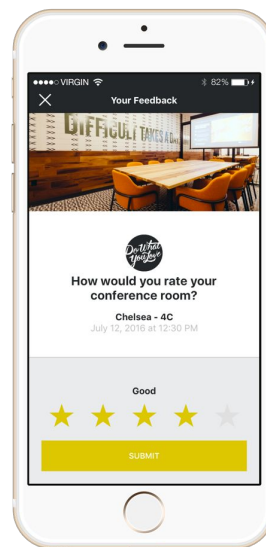 VIRGIN 82%
Your Feedback
DIFFICULT TAKES A D
Do What
You Love
How would you rate your
conference room?
Chelsea - 4C
July 12, 2016 at 12:30 PM
Good
SUBMIT